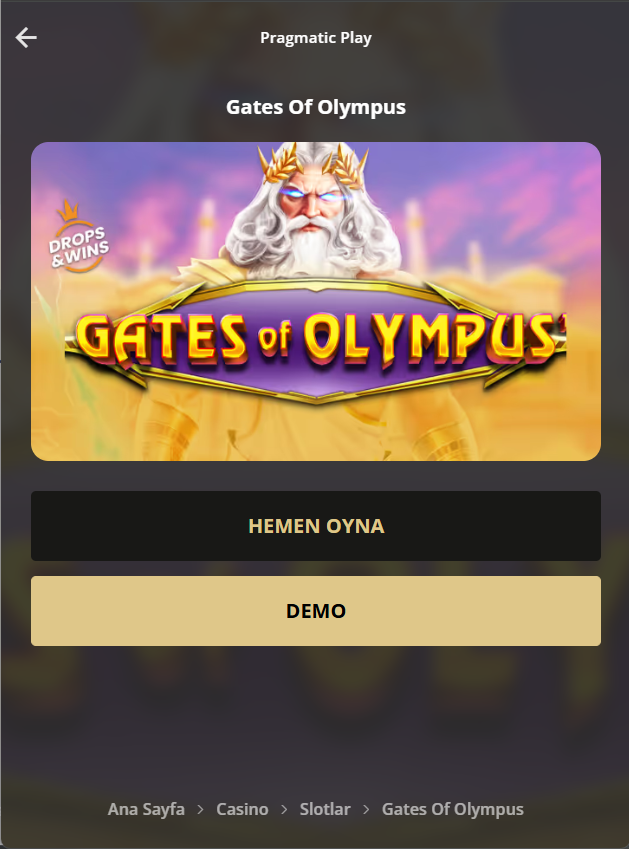 Pragmatic Play
Gates Of Olympus
DROPS
&WINS
GATES of OLYMPUS
HEMEN OYNA
DEMO
Ana Sayfa > Casino > Slotlar > Gates Of Olympus